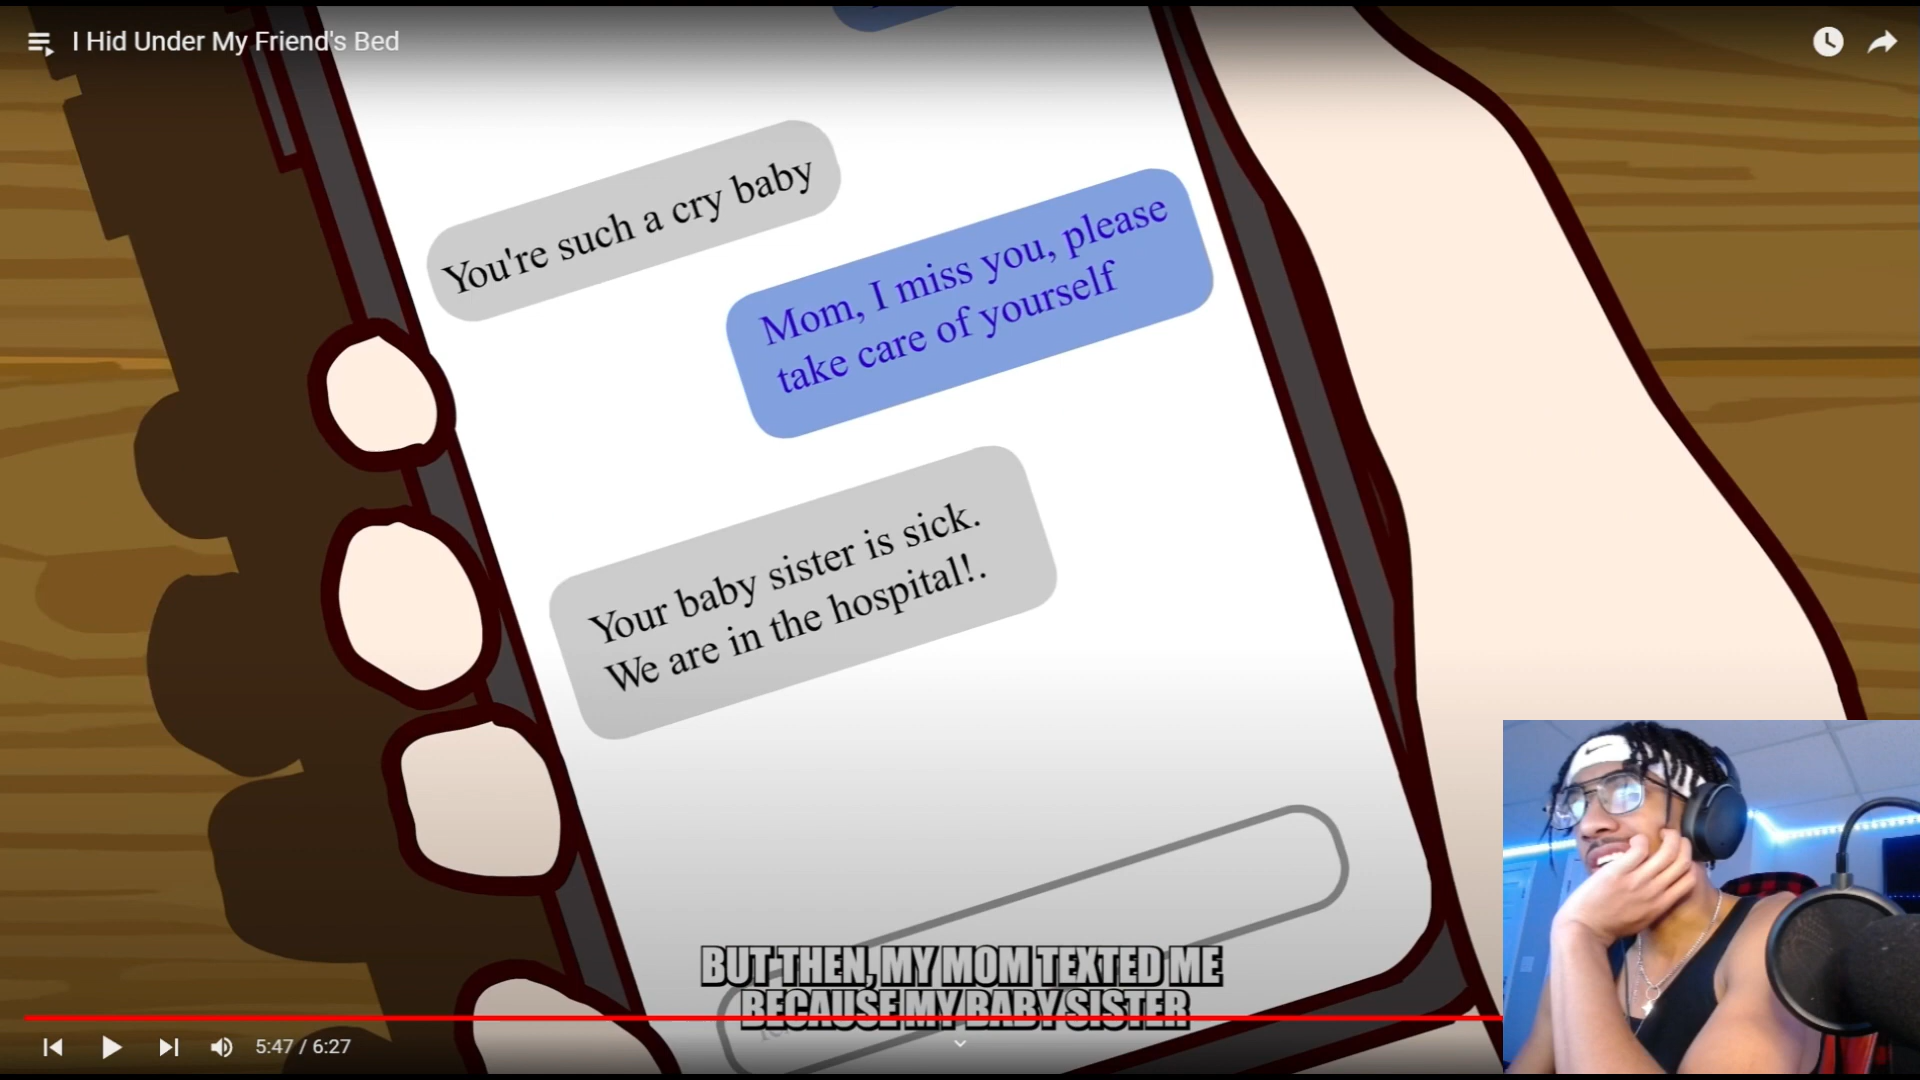 I Hid Under My Friend's Bed
You're such a cry baby
Mom, I miss you, please
take care of yourself
Your baby sister is sick.
We are in the hospital!.
BUT THEN, MY MOM TEXTED ME
BECAUSE MY BABY SISTER
5:47 / 6:27